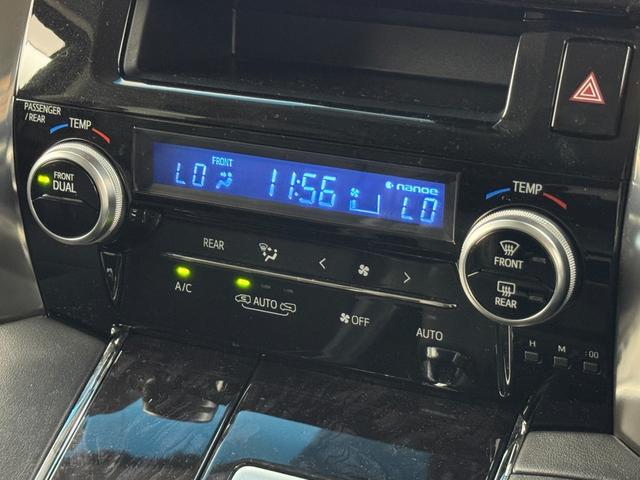 PASSENGER
/REAR
TEMP
FRONT
DUAL
FRONT
LO
11:56
nanoe
LO
TEMP
FRONT
REAR
REAR
A/C
AUTO
OFF
AUTO
H
M
:00